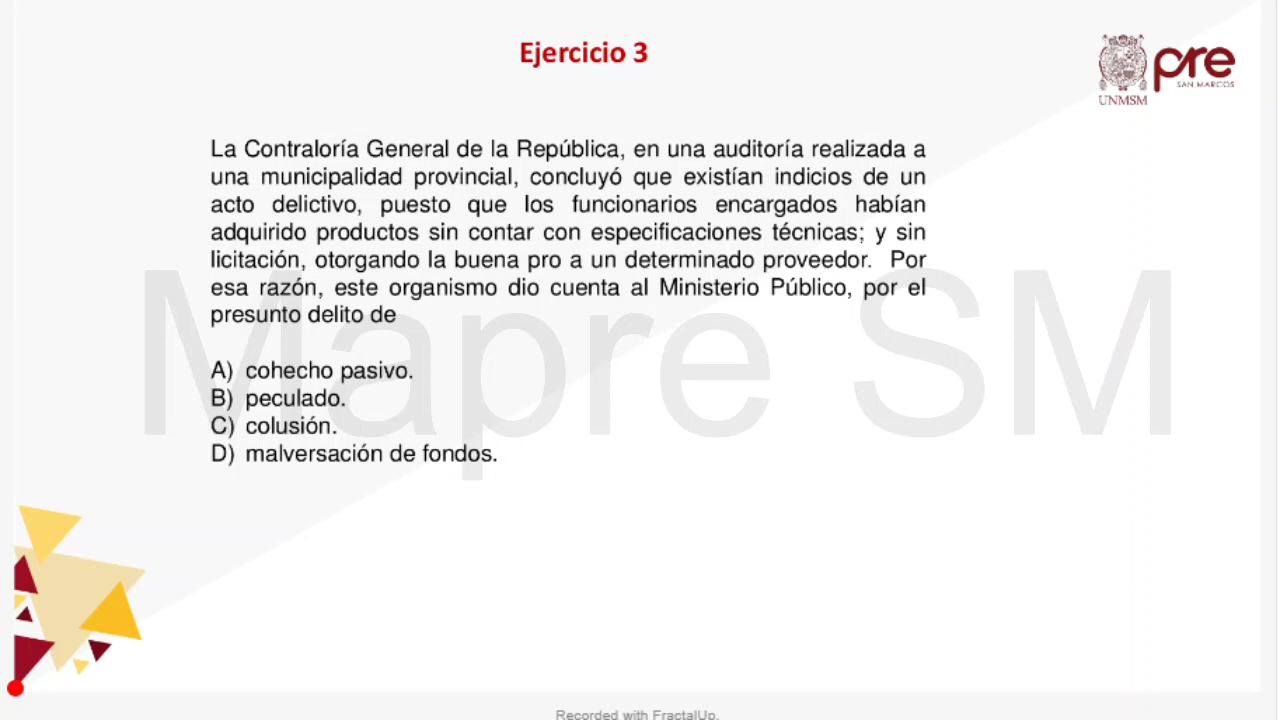 Ejercicio 3
UNMSM
pre
SAN MARCOS
La Contraloría General de la República, en una auditoría realizada a
una municipalidad provincial, concluyó que existían indicios de un
acto delictivo, puesto que los funcionarios encargados habían
adquirido productos sin contar con especificaciones técnicas; y sin
licitación, otorgando la buena pro a un determinado proveedor. Por
esa razón, este organismo dio cuenta al Ministerio Público, por el
presunto delito de
A) cohecho pasivo.
B) peculado.
C) colusión.
D) malversación de fondos.
Mapre SM
Recorded with FractalUp.